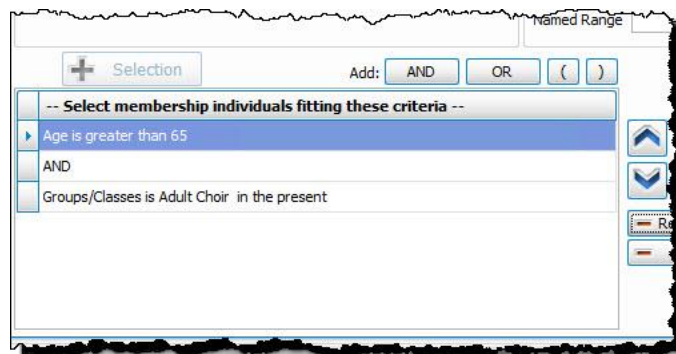 Named Range
Selection
Add: AND OR ( )
-- Select membership individuals fitting these criteria --
Age is greater than 65
AND
Groups/Classes is Adult Choir in the present